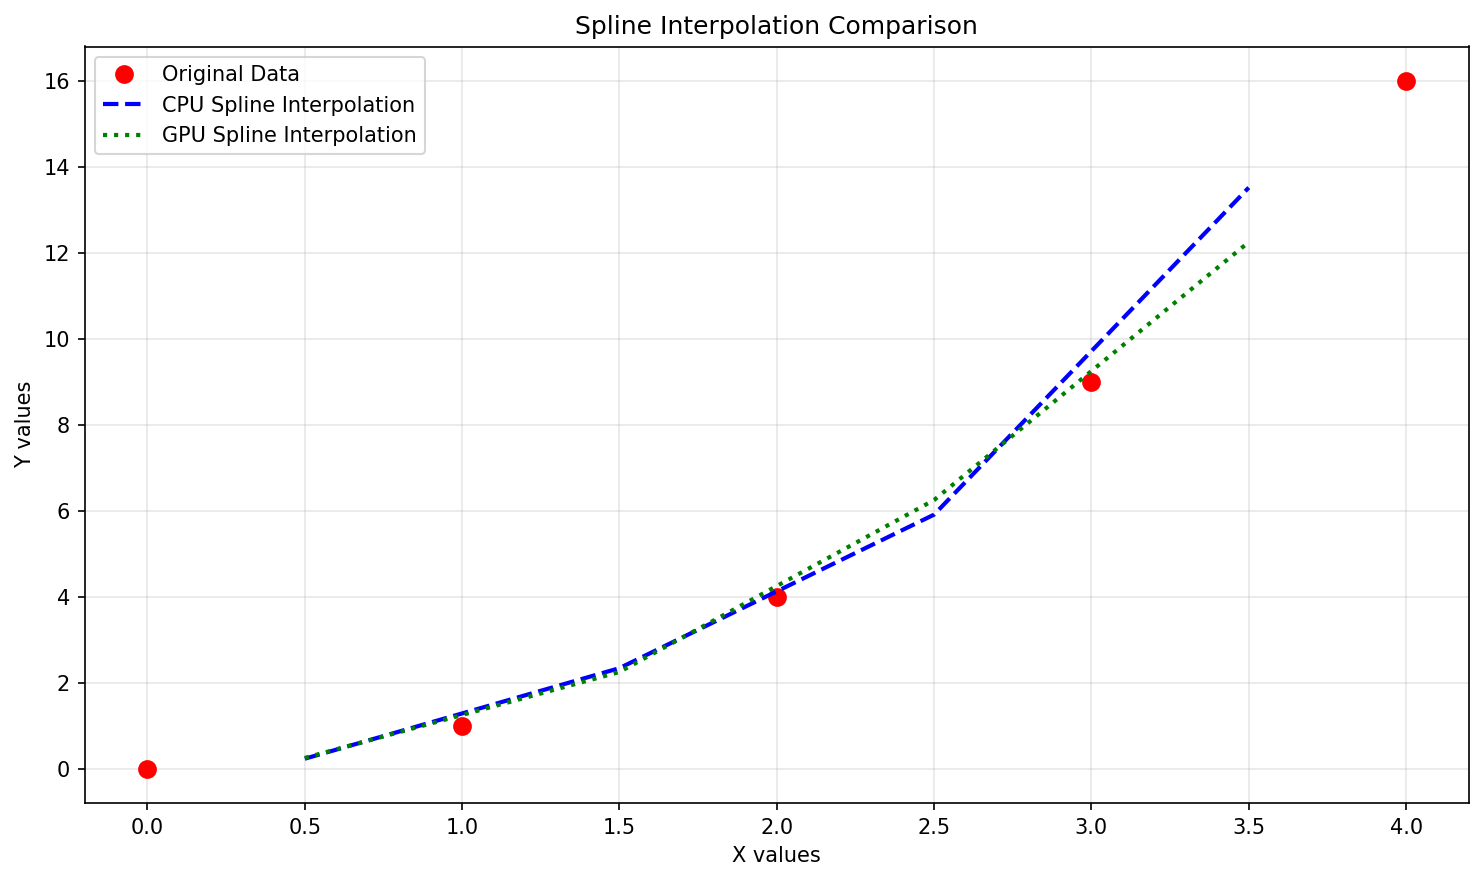 Spline Interpolation Comparison
Original Data
CPU Spline Interpolation
GPU Spline Interpolation
Y values
16
14
12
10
8
6
4
2
0
0.0 0.5 1.0 1.5 2.0 2.5 3.0 3.5 4.0
X values